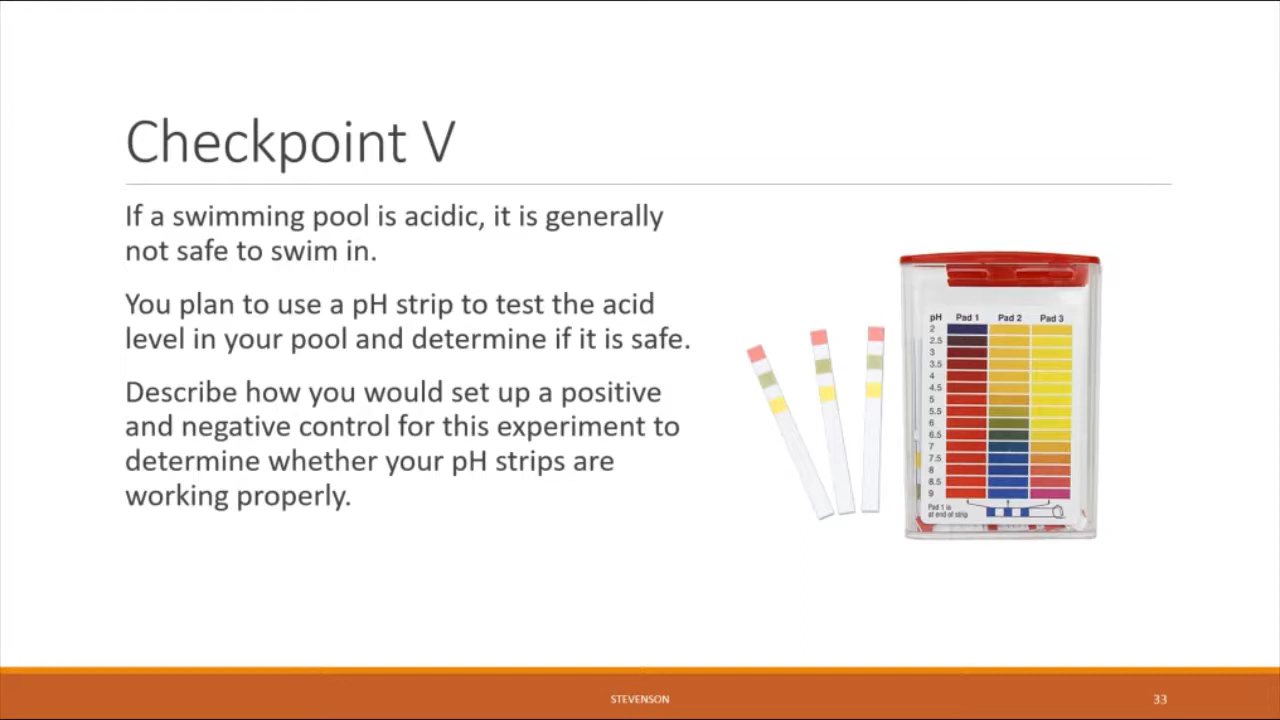 Checkpoint V
If a swimming pool is acidic, it is generally
not safe to swim in.
You plan to use a pH strip to test the acid
level in your pool and determine if it is safe.
Describe how you would set up a positive
and negative control for this experiment to
determine whether your pH strips are
working properly.
pH Pad 1 Pad 2 Pad 3
2
2.5
3
3.5
4
4.5
5
5.5
6
6.5
7
7.5
8
8.5
9
Pad 1 is
at end of strip
STEVENSON
33